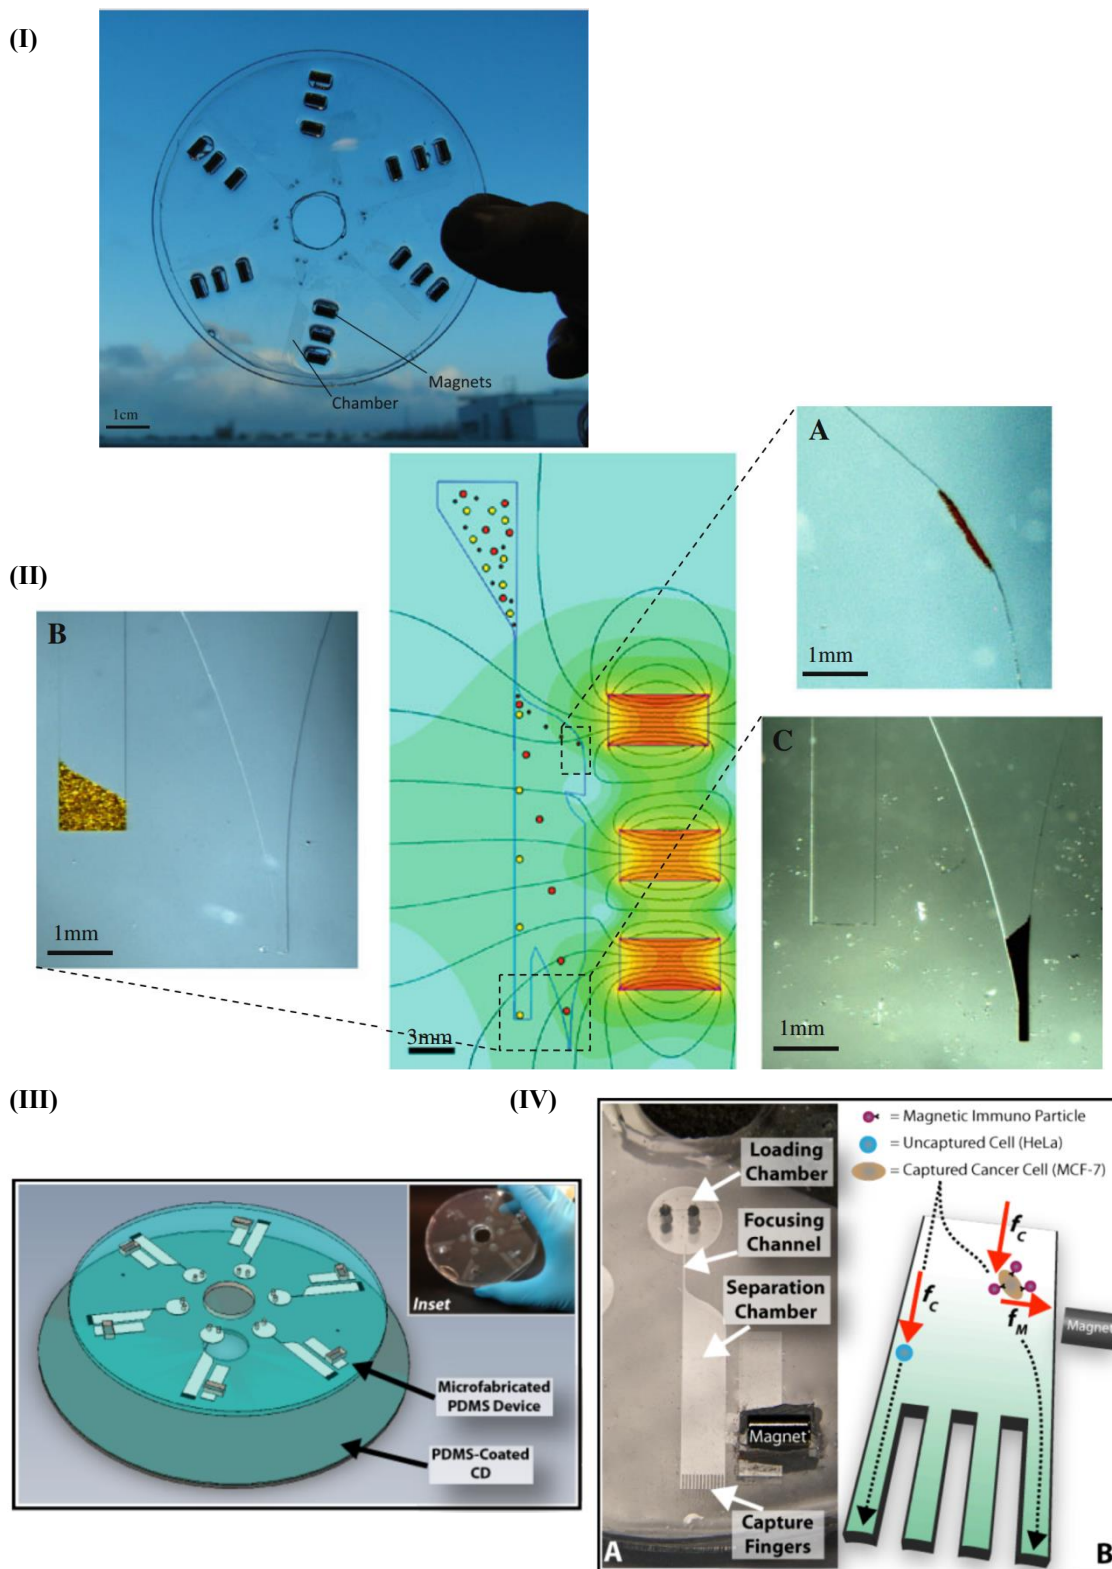 (I)
Magnets
Chamber
1cm
(II)
A
1mm
B
1mm
C
1mm
3mm
(III)
Inset
Microfabricated
PDMS Device
PDMS-Coated
CD
(IV)
Loading
Chamber
Focusing
Channel
Separation
Chamber
Magnet
Capture
Fingers
A
= Magnetic Immuno Particle
= Uncaptured Cell (HeLa)
= Captured Cancer Cell (MCF-7)
fC
fC
fM
Magnet
B